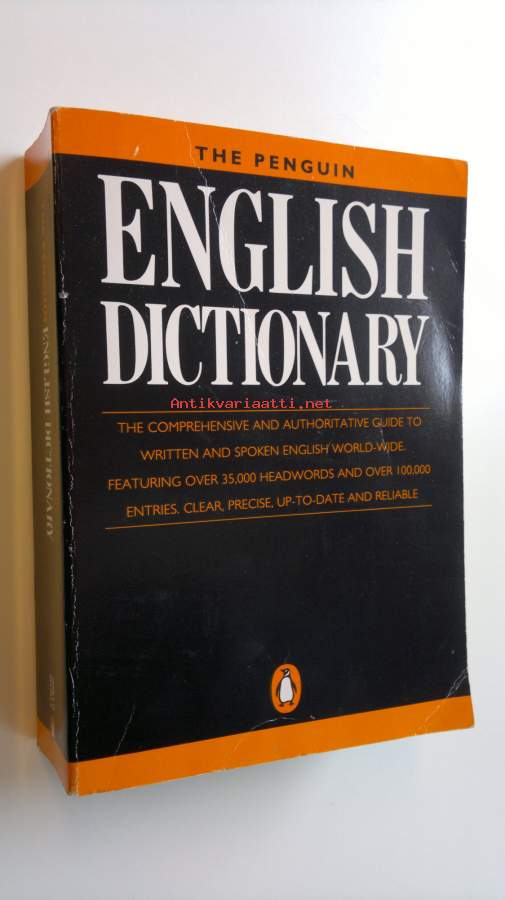 THE PENGUIN
ENGLISH
DICTIONARY
Antikvariaatti.net
THE COMPREHENSIVE AND AUTHORITATIVE GUIDE TO
WRITTEN AND SPOKEN ENGLISH WORLD-WIDE.
FEATURING OVER 35,000 HEADWORDS AND OVER 100,000
ENTRIES. CLEAR, PRECISE, UP-TO-DATE AND RELIABLE
ENGLISH DICTIONARY